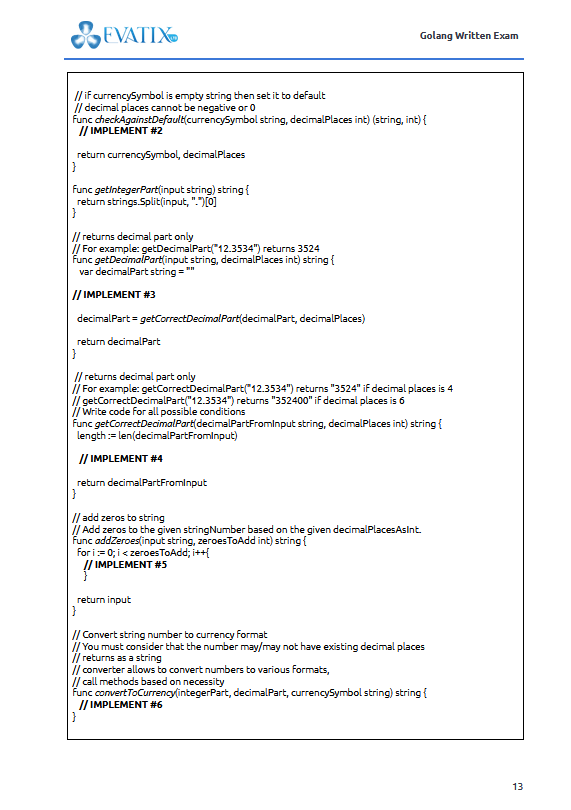 EVATIX LTD
Golang Written Exam
// if currencySymbol is empty string then set it to default
// decimal places cannot be negative or 0
func checkAgainstDefault(currencySymbol string, decimalPlaces int) (string, int) {
// IMPLEMENT #2
return currencySymbol, decimalPlaces
}
func getIntegerPart(input string) string {
return strings.Split(input, ".")[0]
}
// returns decimal part only
// For example: getDecimalPart("12.3534") returns 3524
func getDecimalPart(input string, decimalPlaces int) string {
var decimalPart string = ""
// IMPLEMENT #3
decimalPart = getCorrectDecimalPart(decimalPart, decimalPlaces)
return decimalPart
}
// returns decimal part only
// For example: getCorrectDecimalPart("12.3534") returns "3524" if decimal places is 4
// getCorrectDecimalPart("12.3534") returns "352400" if decimal places is 6
// Write code for all possible conditions
func getCorrectDecimalPart(decimalPartFromInput string, decimalPlaces int) string {
length := len(decimalPartFromInput)
// IMPLEMENT #4
return decimalPartFromInput
}
// add zeros to string
// Add zeros to the given stringNumber based on the given decimalPlacesAsInt.
func addZeroes(input string, zeroesToAdd int) string {
for i := 0; i < zeroesToAdd; i++{
// IMPLEMENT #5
}
return input
}
// Convert string number to currency format
// You must consider that the number may/may not have existing decimal places
// returns as a string
// converter allows to convert numbers to various formats,
// call methods based on necessity
func convertToCurrency(integerPart, decimalPart, currencySymbol string) string {
// IMPLEMENT #6
}
13